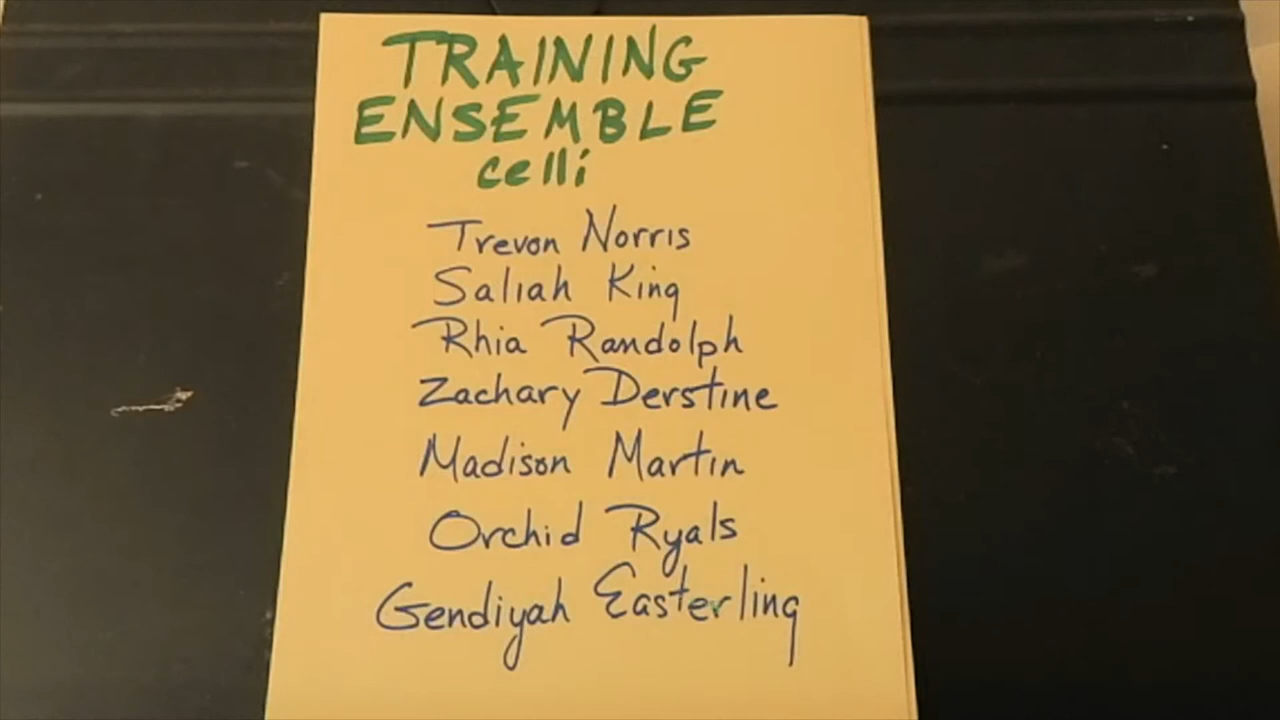 TRAINING
ENSEMBLE
celli
Trevon Norris
Saliah King
Rhia Randolph
Zachary Derstine
Madison Martin
Orchid Ryals
Gendiyah Easterling